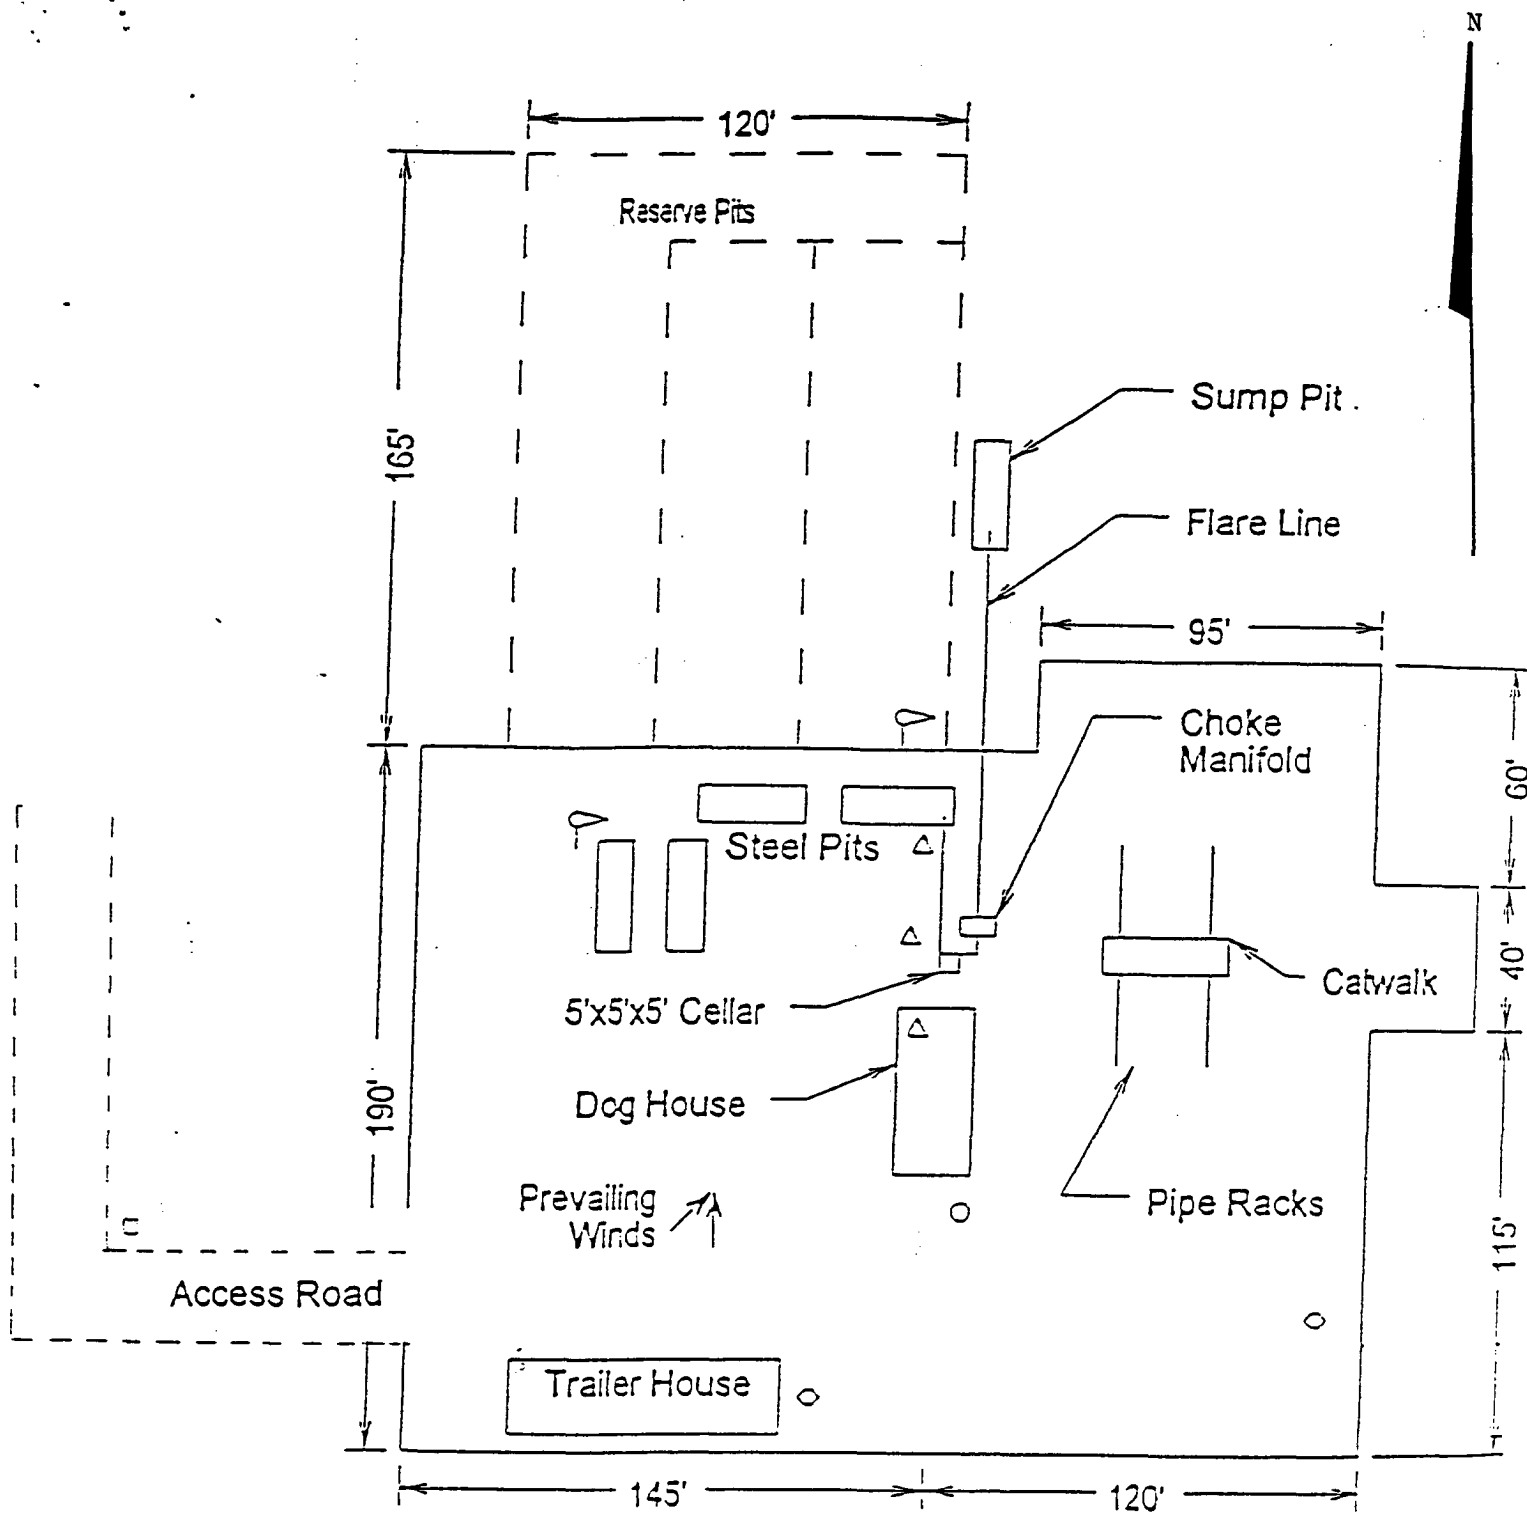 N
120'
Reserve Pits
165'
Sump Pit
Flare Line
95'
Choke
Manifold
60'
Steel Pits
40'
Catwalk
5'x5'x5' Cellar
190'
Dog House
Prevailing
Winds
Pipe Racks
115'
Access Road
Trailer House
145'
120'